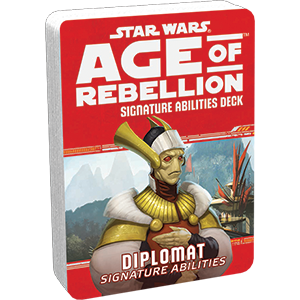 STAR WARS
AGE OF
REBELLION
SIGNATURE ABILITIES DECK
DIPLOMAT
SIGNATURE ABILITIES